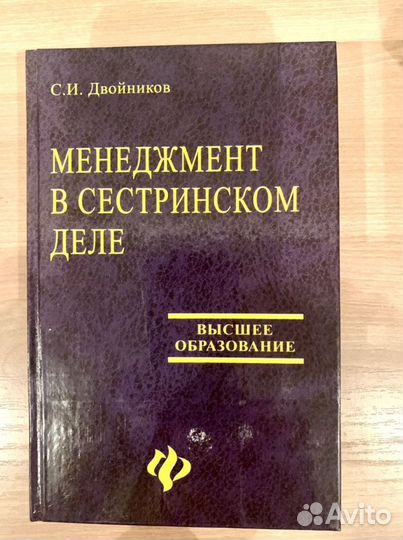 С.И. Двойников
МЕНЕДЖМЕНТ
В СЕСТРИНСКОМ
ДЕЛЕ
ВЫСШЕЕ
ОБРАЗОВАНИЕ
Avito